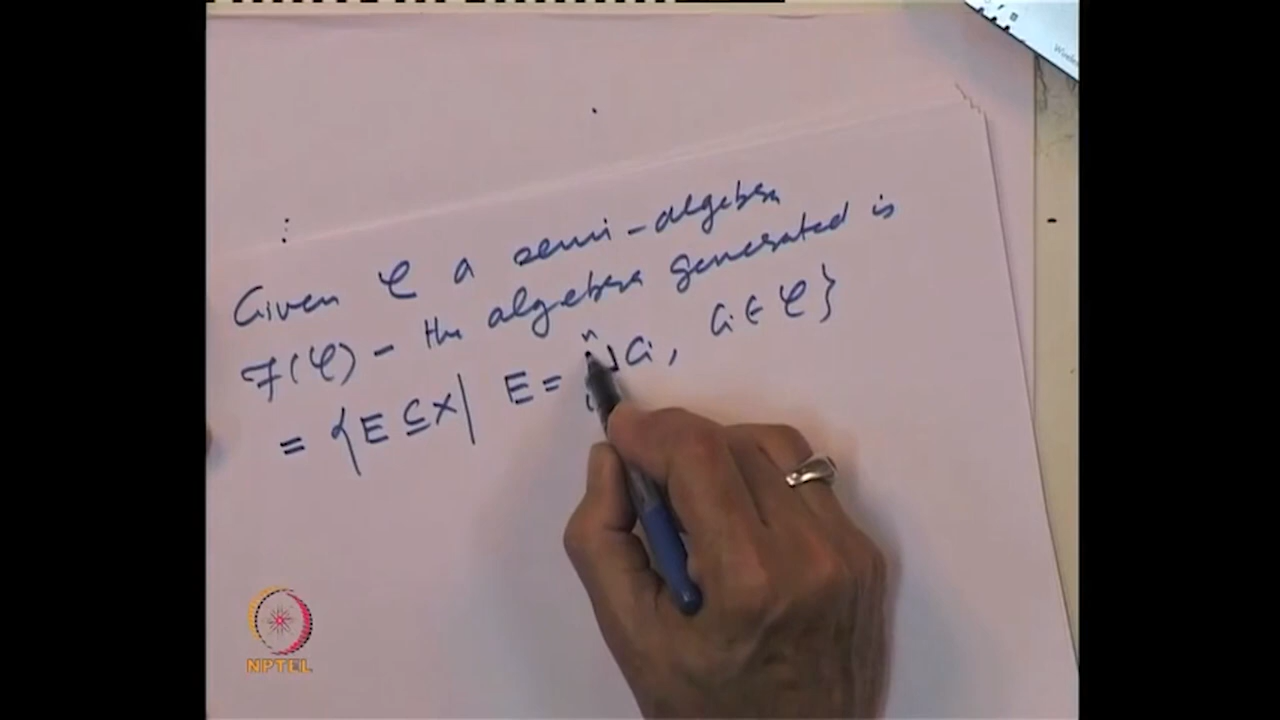 Given 𝒞 a semi-algebra
ℱ(𝒞) - the algebra generated is
= {E ⊆ X | E = ∪ Ci, Ci ∈ 𝒞}
n
i
NPTEL